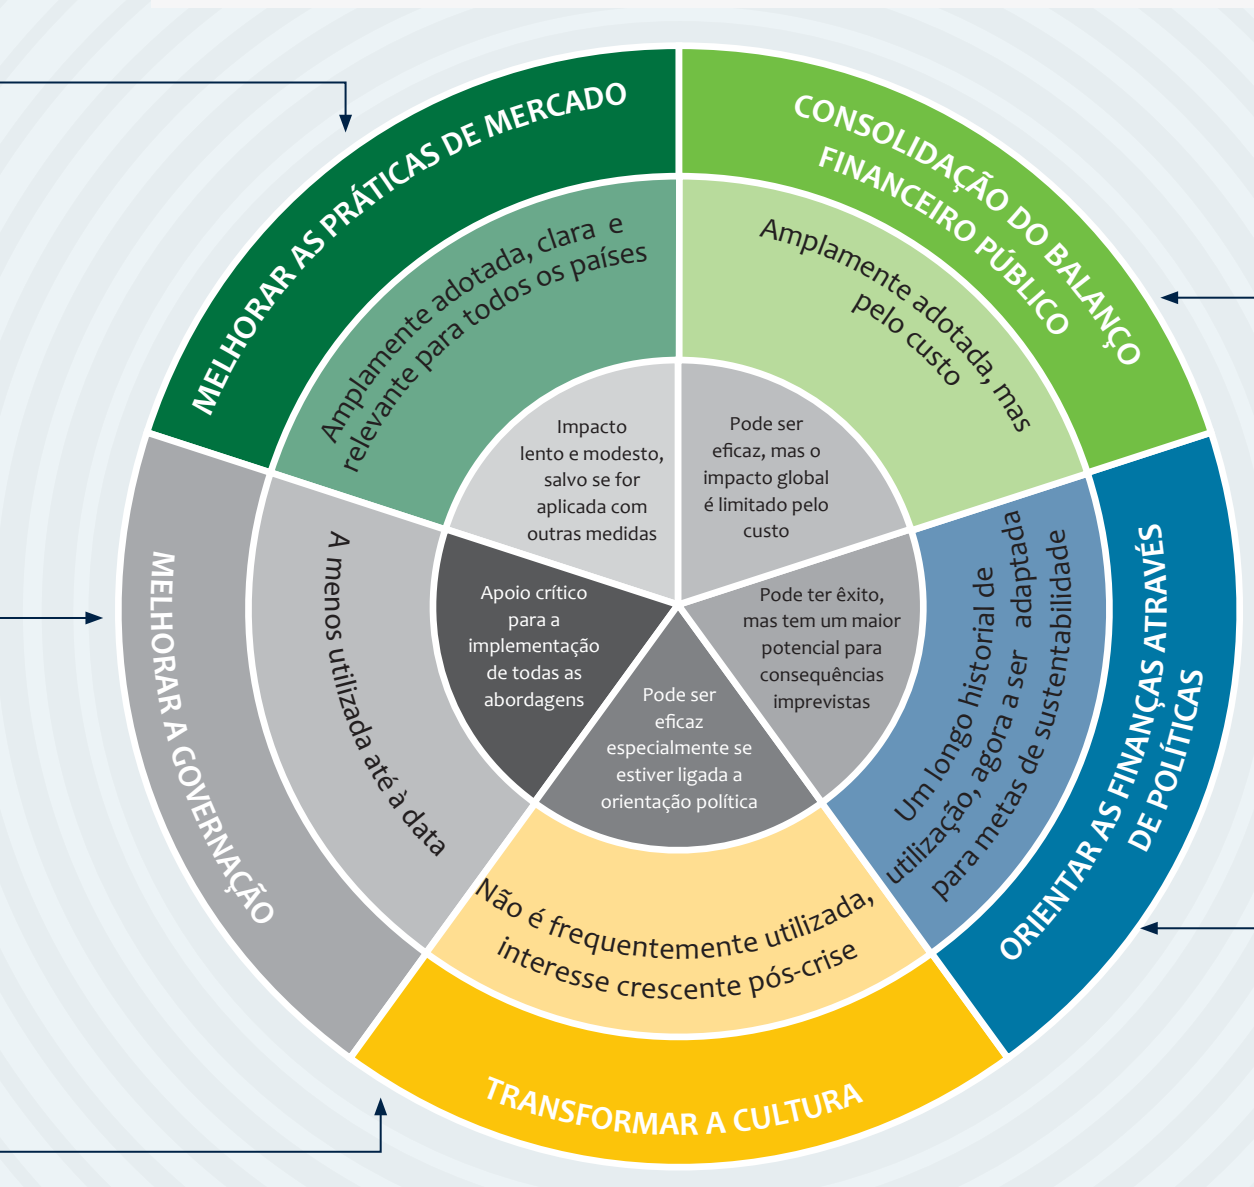 MELHORAR AS PRÁTICAS DE MERCADO
Amplamente adotada, clara e
relevante para todos os países
Impacto
lento e modesto,
salvo se for
aplicada com
outras medidas
CONSOLIDAÇÃO DO BALANÇO
FINANCEIRO PÚBLICO
Amplamente adotada, mas
pelo custo
Pode ser
eficaz, mas o
impacto global
é limitado pelo
custo
ORIENTAR AS FINANÇAS ATRAVÉS
DE POLÍTICAS
Um longo historial de
utilização, agora a ser adaptapa
para metas de sustentabilidade
Pode ter êxito,
mas tem um maior
potencial para
consequências
imprevistas
TRANSFORMAR A CULTURA
Não é frequentemente utilizada,
interesse crescente pós-crise
Pode ser
eficaz
especialmente se
estiver ligada a
orientação política
MELHORAR A GOVERNAÇÃO
A menos utilizada até à data
Apoio crítico
para a
implementação
de todas as
abordagens